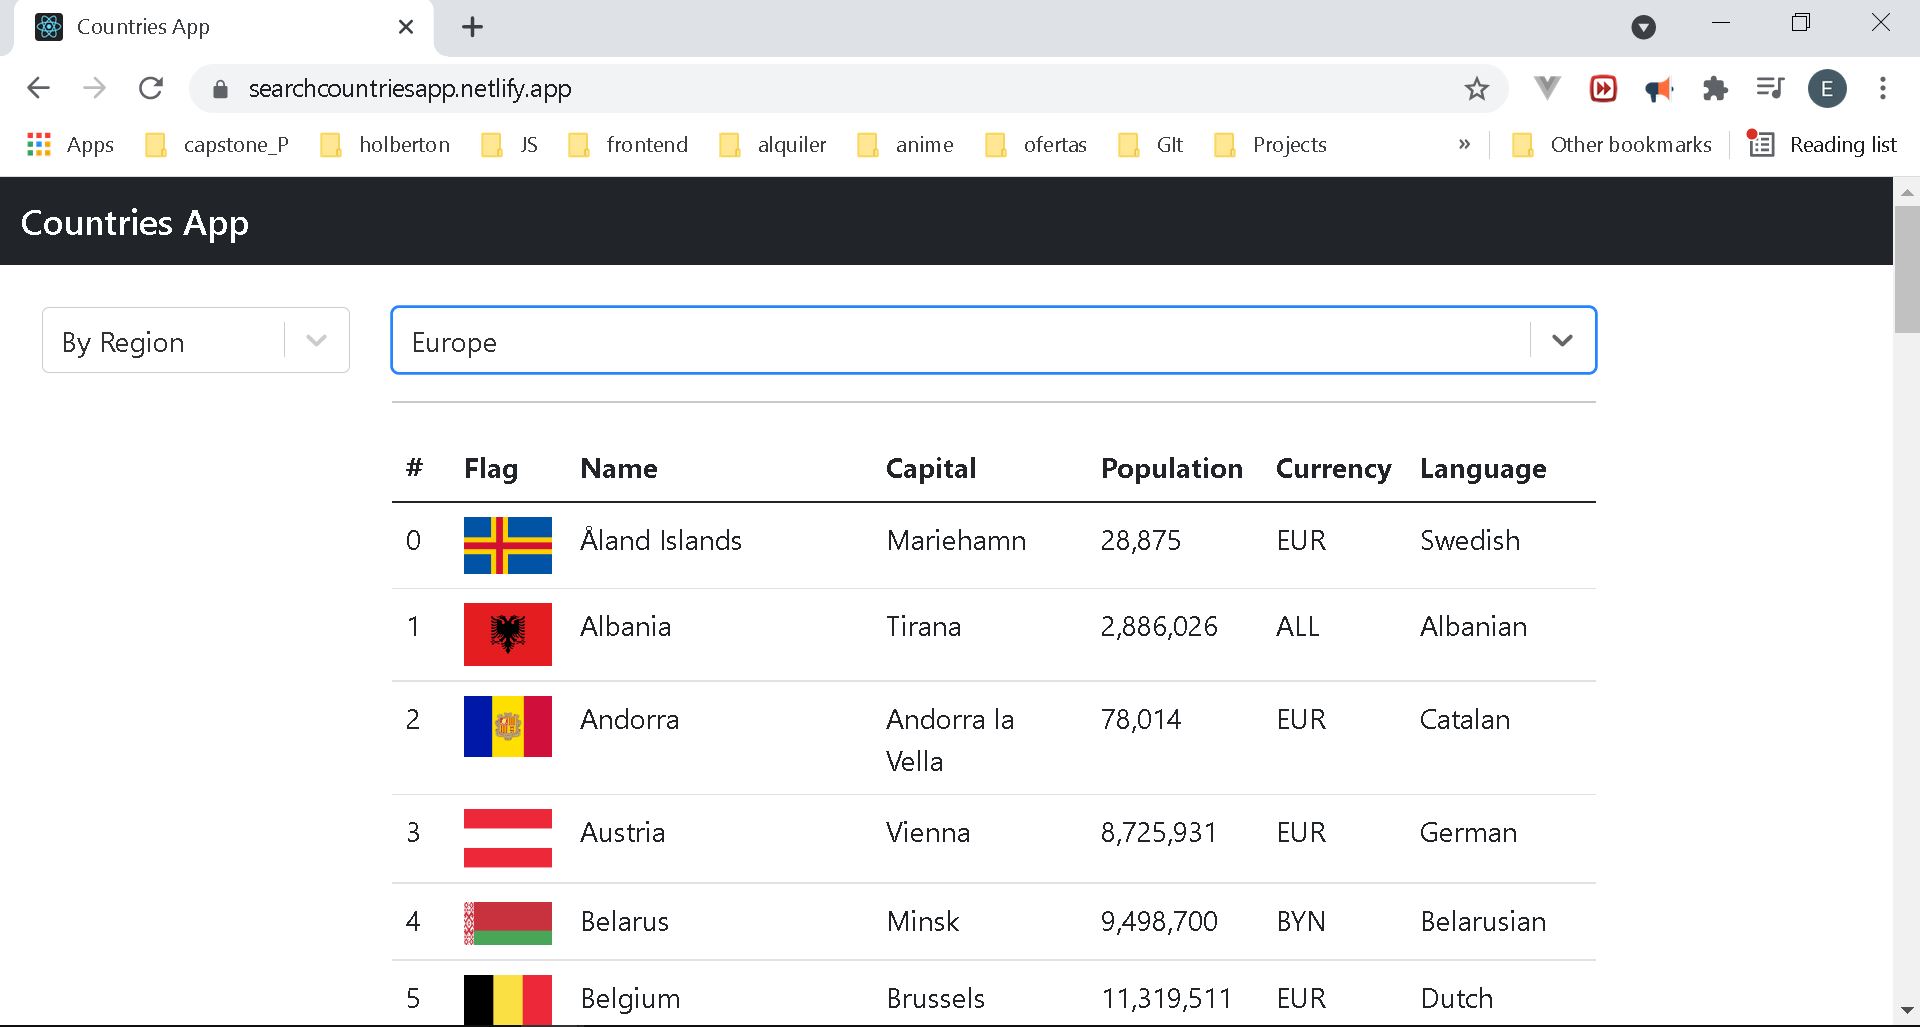 Countries App
searchcountriesapp.netlify.app
E
Apps capstone_P holberton JS frontend alquiler anime ofertas GIt Projects » Other bookmarks Reading list
Countries App
By Region Europe
# Flag Name Capital Population Currency Language
0 Åland Islands Mariehamn 28,875 EUR Swedish
1 Albania Tirana 2,886,026 ALL Albanian
2 Andorra Andorra la 78,014 EUR Catalan
Vella
3 Austria Vienna 8,725,931 EUR German
4 Belarus Minsk 9,498,700 BYN Belarusian
5 Belgium Brussels 11,319,511 EUR Dutch